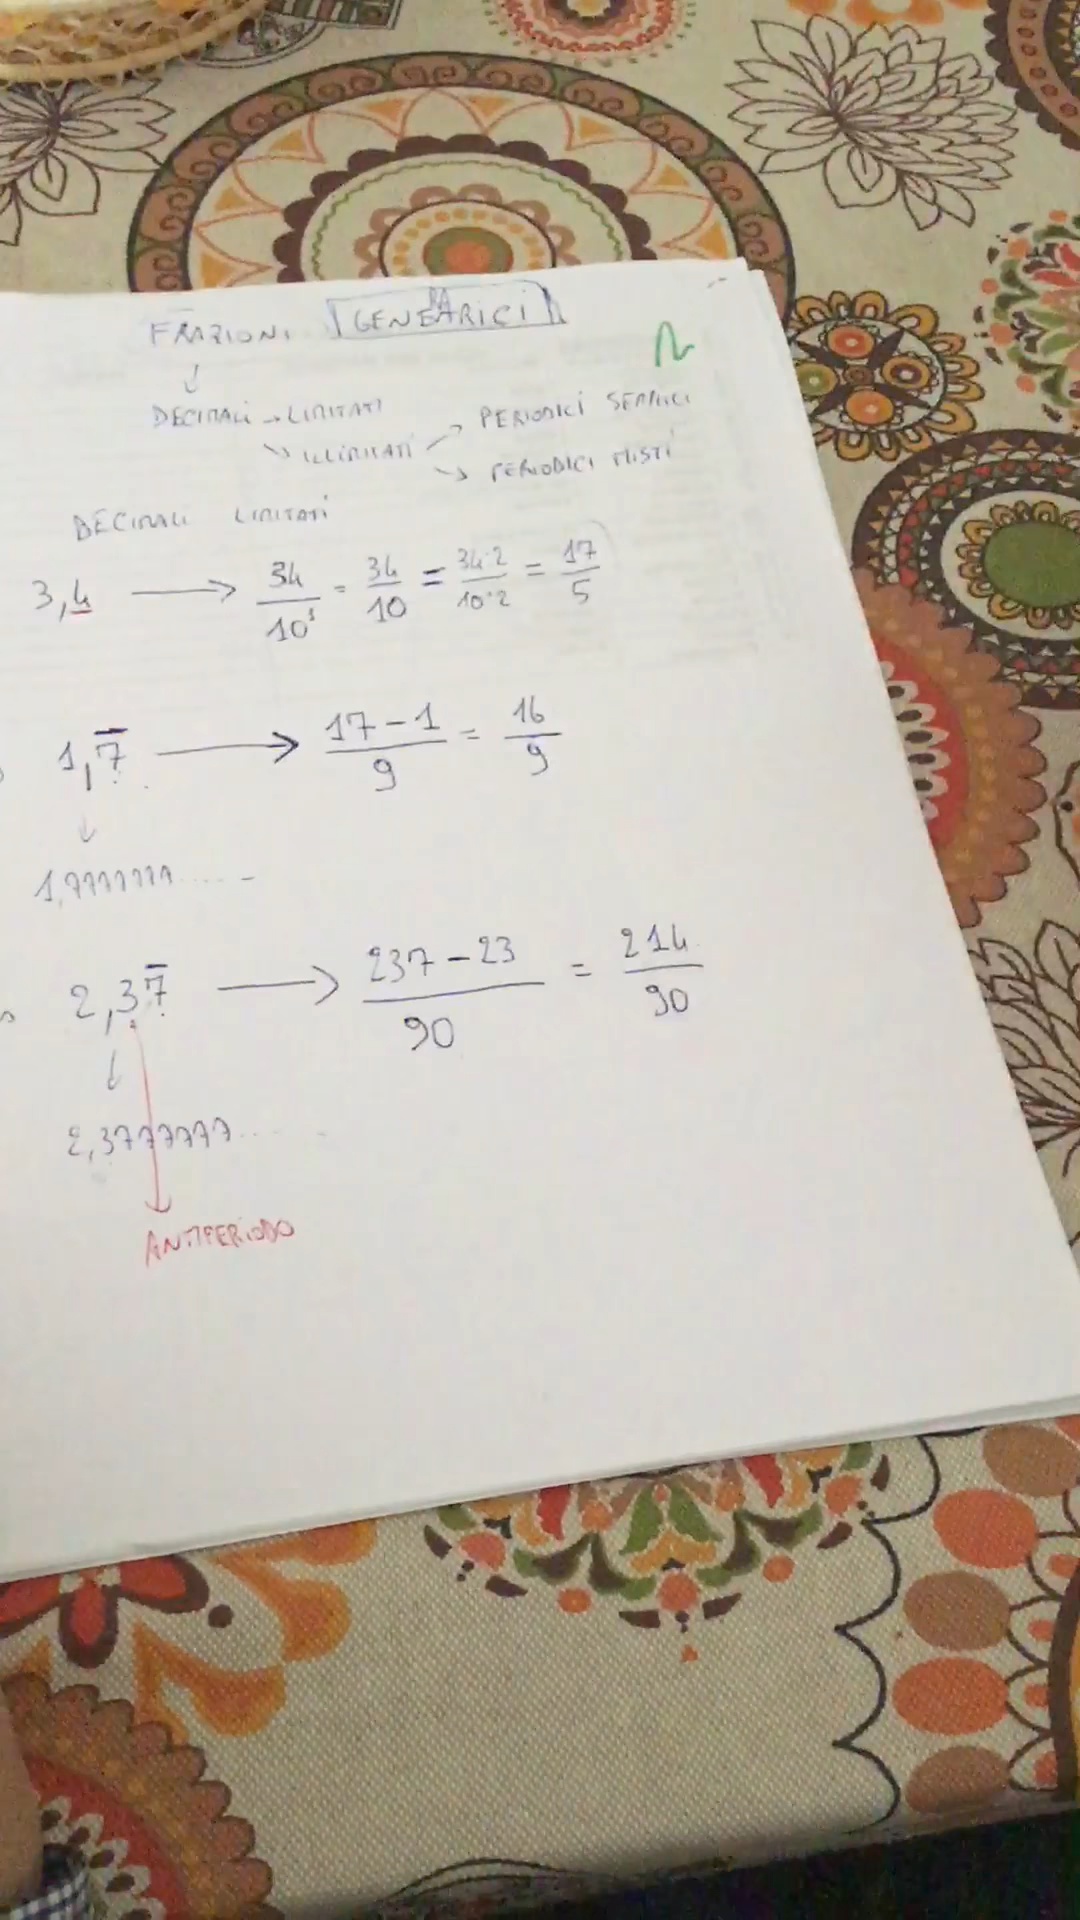 FRAZIONI GENERATRICI
DECIMALI → LIMITATI
↘ ILLIMITATI → PERIODICI SEMPLICI
↘ PERIODICI MISTI
DECIMALI LIMITATI
3,4 → 34/10¹ = 34/10 = 34:2/10:2 = 17/5
1,7̅ → 17-1/9 = 16/9
1,7777777.....
2,37̅ → 237-23/90 = 214/90
2,3777777.....
ANTIPERIODO